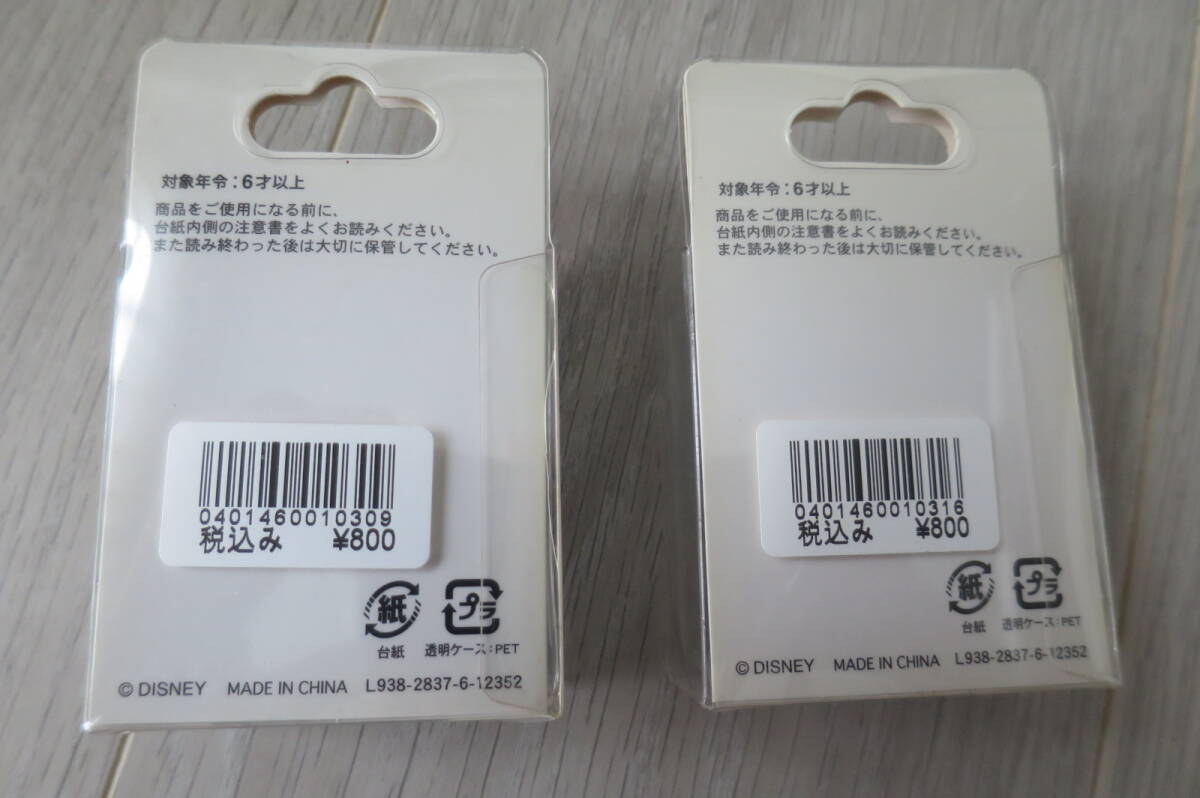 対象年令：6才以上
商品をご使用になる前に、
台紙内側の注意書をよくお読みください。
また読み終わった後は大切に保管してください。
0401460010309
税込み ¥800
紙 プラ
台紙 透明ケース：PET
© DISNEY MADE IN CHINA L938-2837-6-12352
対象年令：6才以上
商品をご使用になる前に、
台紙内側の注意書をよくお読みください。
また読み終わった後は大切に保管してください。
0401460010316
税込み ¥800
紙 プラ
台紙 透明ケース：PET
© DISNEY MADE IN CHINA L938-2837-6-12352